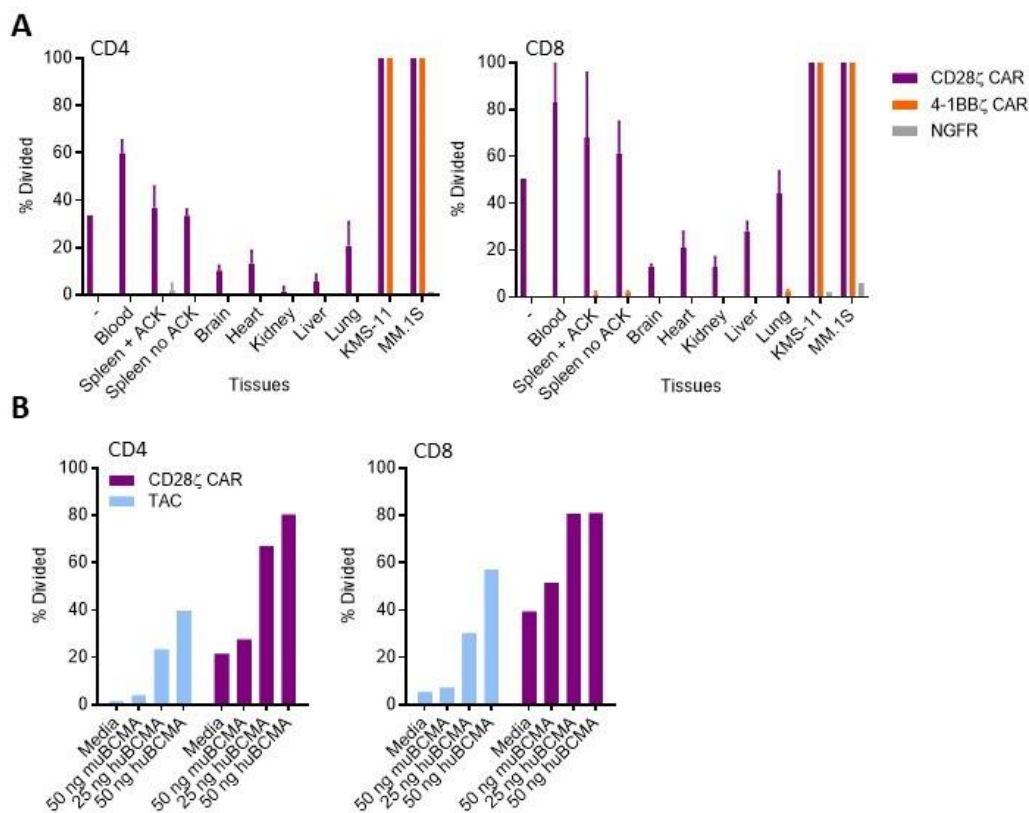 A
CD4
100
80
60
40
20
0
% Divided
-
Blood
Spleen + ACK
Spleen no ACK
Brain
Heart
Kidney
Liver
Lung
KMS-11
MM.1S
Tissues
CD8
100
80
60
40
20
0
% Divided
-
Blood
Spleen + ACK
Spleen no ACK
Brain
Heart
Kidney
Liver
Lung
KMS-11
MM.1S
Tissues
CD28ζ CAR
4-1BBζ CAR
NGFR
B
CD4
CD28ζ CAR
TAC
100
80
60
40
20
0
% Divided
Media
50 ng muBCMA
25 ng huBCMA
50 ng huBCMA
Media
50 ng muBCMA
25 ng huBCMA
50 ng huBCMA
CD8
100
80
60
40
20
0
% Divided
Media
50 ng muBCMA
25 ng huBCMA
50 ng huBCMA
Media
50 ng muBCMA
25 ng huBCMA
50 ng huBCMA